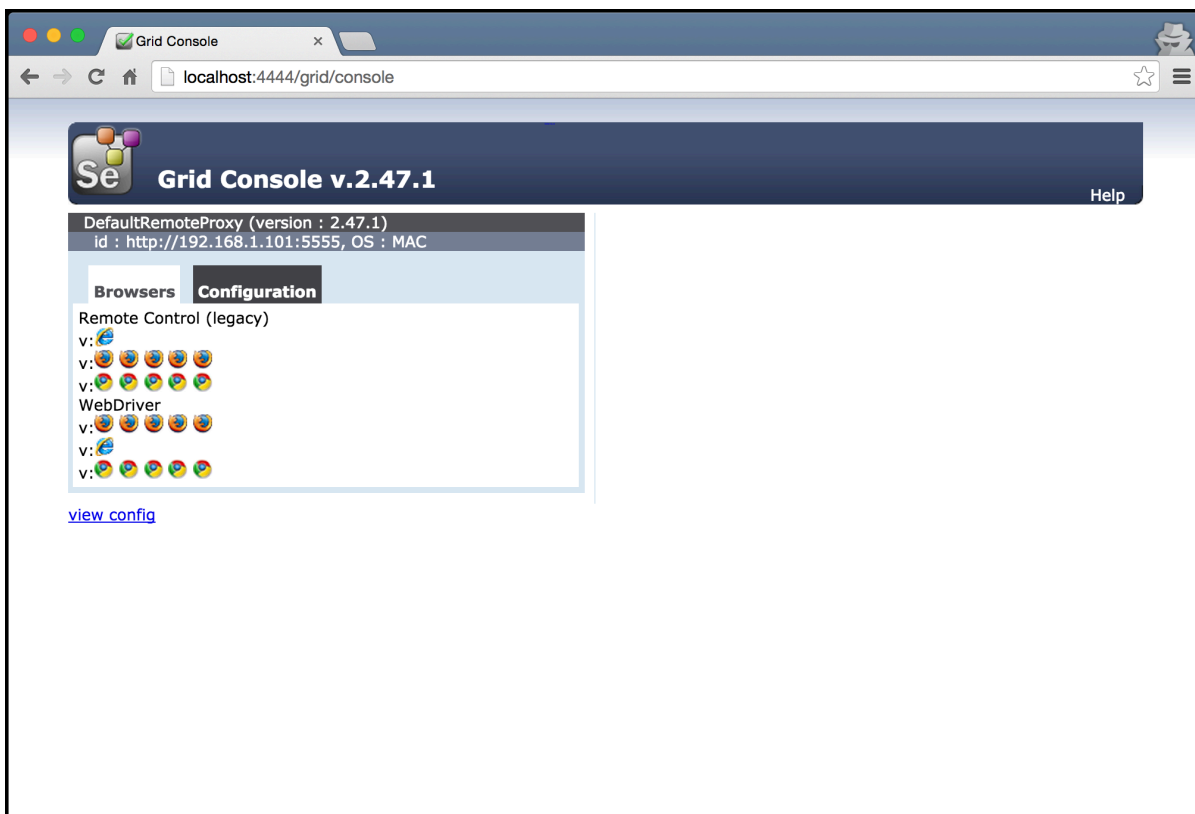 Grid Console
localhost:4444/grid/console
Se
Grid Console v.2.47.1
Help
DefaultRemoteProxy (version : 2.47.1)
id : http://192.168.1.101:5555, OS : MAC
Browsers Configuration
Remote Control (legacy)
v:
v:
v:
WebDriver
v:
v:
v:
view config